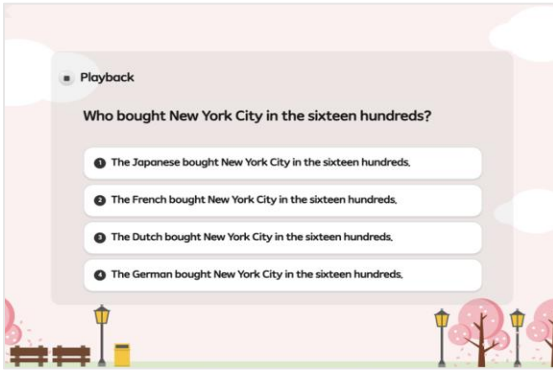 Playback
Who bought New York City in the sixteen hundreds?
1 The Japanese bought New York City in the sixteen hundreds.
2 The French bought New York City in the sixteen hundreds.
3 The Dutch bought New York City in the sixteen hundreds.
4 The German bought New York City in the sixteen hundreds.